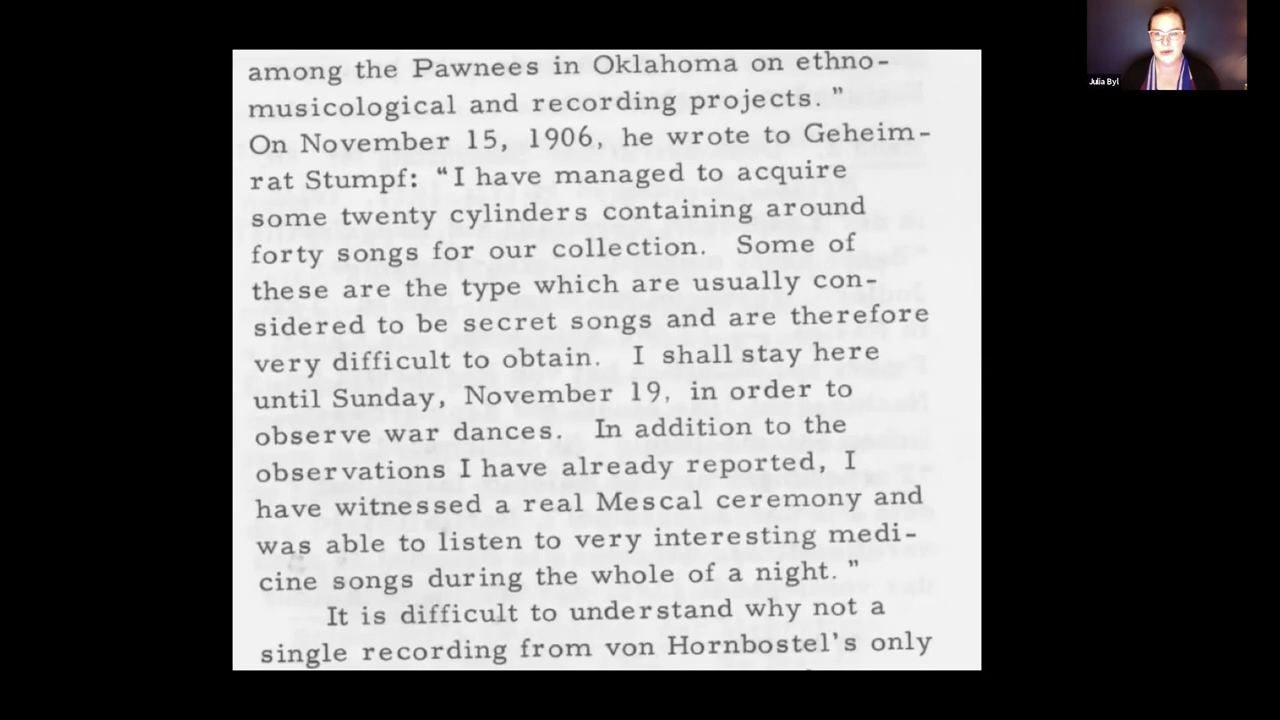 among the Pawnees in Oklahoma on ethno-
musicological and recording projects."
On November 15, 1906, he wrote to Geheim-
rat Stumpf: "I have managed to acquire
some twenty cylinders containing around
forty songs for our collection. Some of
these are the type which are usually con-
sidered to be secret songs and are therefore
very difficult to obtain. I shall stay here
until Sunday, November 19, in order to
observe war dances. In addition to the
observations I have already reported, I
have witnessed a real Mescal ceremony and
was able to listen to very interesting medi-
cine songs during the whole of a night."
It is difficult to understand why not a
single recording from von Hornbostel's only
Julia Byl